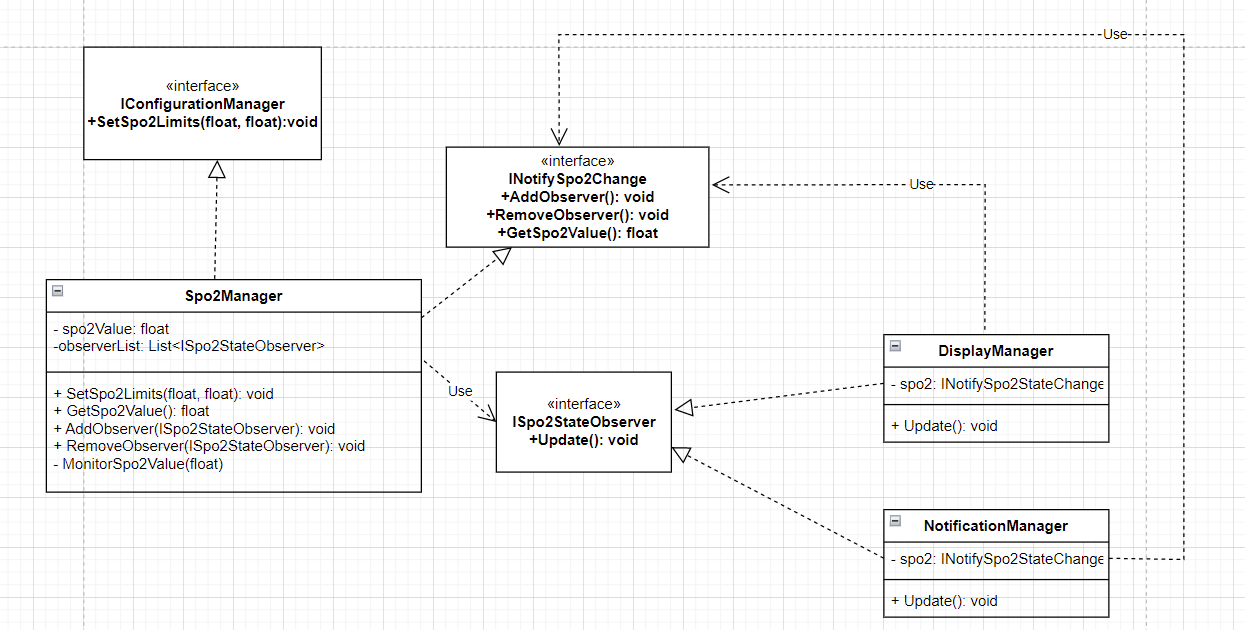 Use
«interface»
IConfigurationManager
+SetSpo2Limits(float, float):void
«interface»
INotifySpo2Change
+AddObserver(): void
+RemoveObserver(): void
+GetSpo2Value(): float
Use
Spo2Manager
- spo2Value: float
-observerList: List<ISpo2StateObserver>
+ SetSpo2Limits(float, float): void
+ GetSpo2Value(): float
+ AddObserver(ISpo2StateObserver): void
+ RemoveObserver(ISpo2StateObserver): void
- MonitorSpo2Value(float)
Use
«interface»
ISpo2StateObserver
+Update(): void
DisplayManager
- spo2: INotifySpo2StateChange
+ Update(): void
NotificationManager
- spo2: INotifySpo2StateChange
+ Update(): void